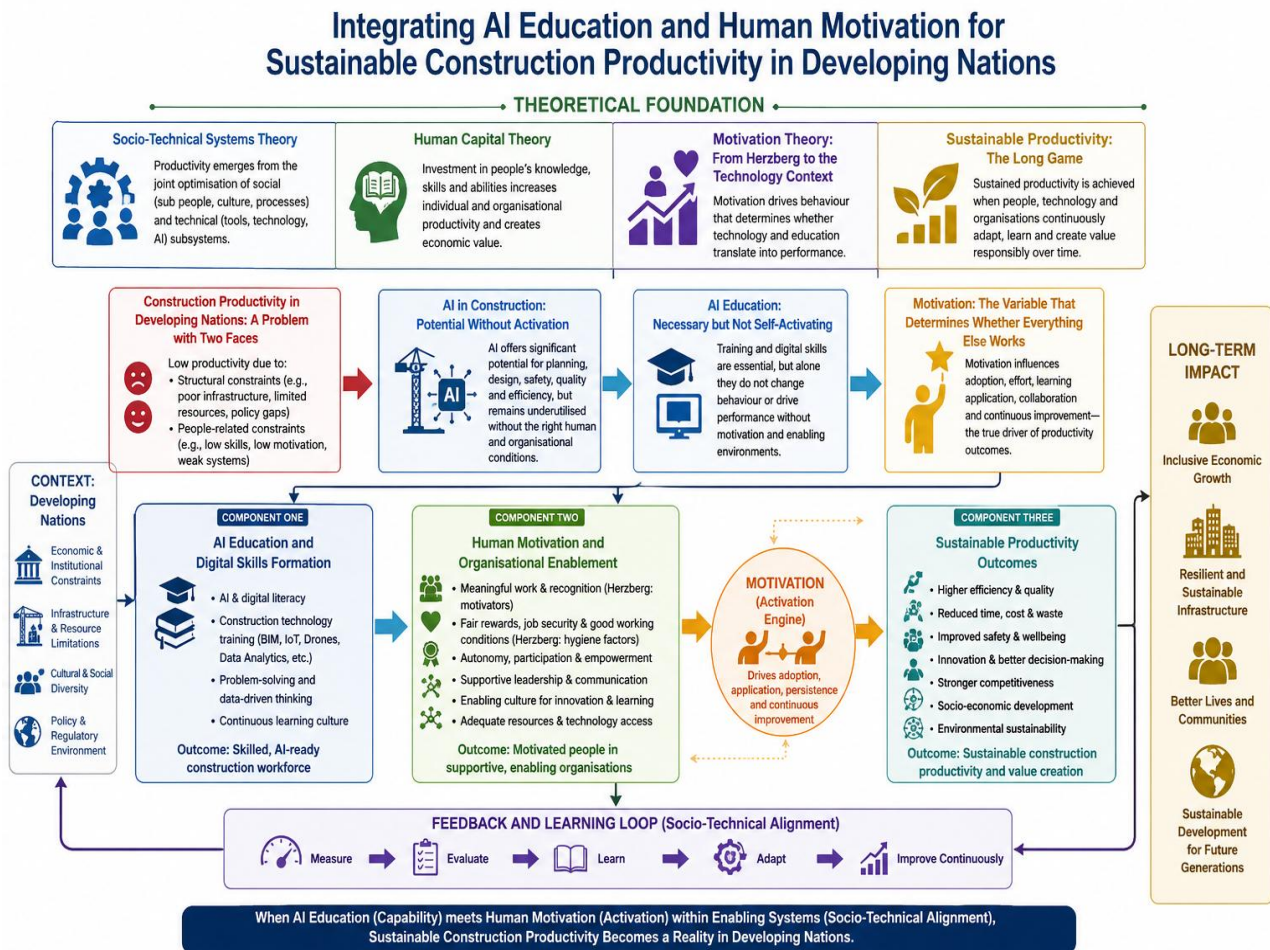 Integrating AI Education and Human Motivation for
Sustainable Construction Productivity in Developing Nations
THEORETICAL FOUNDATION
Socio-Technical Systems Theory
Productivity emerges from the
joint optimisation of social
(sub people, culture, processes)
and technical (tools, technology,
AI) subsystems.
Human Capital Theory
Investment in people's knowledge,
skills and abilities increases
individual and organisational
productivity and creates
economic value.
Motivation Theory:
From Herzberg to the
Technology Context
Motivation drives behaviour
that determines whether
technology and education
translate into performance.
Sustainable Productivity:
The Long Game
Sustained productivity is achieved
when people, technology and
organisations continuously
adapt, learn and create value
responsibly over time.
Construction Productivity in
Developing Nations: A Problem
with Two Faces
Low productivity due to:
• Structural constraints (e.g.,
poor infrastructure, limited
resources, policy gaps)
• People-related constraints
(e.g., low skills, low motivation,
weak systems)
AI in Construction:
Potential Without Activation
AI
AI offers significant
potential for planning,
design, safety, quality
and efficiency, but
remains underutilised
without the right human
and organisational
conditions.
AI Education:
Necessary but Not Self-Activating
Training and digital skills
are essential, but alone
they do not change
behaviour or drive
performance without
motivation and enabling
environments.
Motivation: The Variable That
Determines Whether Everything
Else Works
Motivation influences
adoption, effort, learning
application, collaboration
and continuous improvement—
the true driver of productivity
outcomes.
CONTEXT:
Developing
Nations
Economic &
Institutional
Constraints
Infrastructure
& Resource
Limitations
Cultural & Social
Diversity
Policy &
Regulatory
Environment
COMPONENT ONE
AI Education and
Digital Skills Formation
• AI & digital literacy
• Construction technology
training (BIM, IoT, Drones,
Data Analytics, etc.)
• Problem-solving and
data-driven thinking
• Continuous learning culture
Outcome: Skilled, AI-ready
construction workforce
COMPONENT TWO
Human Motivation and
Organisational Enablement
• Meaningful work & recognition (Herzberg:
motivators)
• Fair rewards, job security & good working
conditions (Herzberg: hygiene factors)
• Autonomy, participation & empowerment
• Supportive leadership & communication
• Enabling culture for innovation & learning
• Adequate resources & technology access
Outcome: Motivated people in
supportive, enabling organisations
MOTIVATION
(Activation
Engine)
Drives adoption,
application, persistence
and continuous
improvement
COMPONENT THREE
Sustainable Productivity
Outcomes
• Higher efficiency & quality
• Reduced time, cost & waste
• Improved safety & wellbeing
• Innovation & better decision-making
• Stronger competitiveness
• Socio-economic development
• Environmental sustainability
Outcome: Sustainable construction
productivity and value creation
LONG-TERM
IMPACT
Inclusive Economic
Growth
Resilient and
Sustainable
Infrastructure
Better Lives and
Communities
Sustainable
Development
for Future
Generations
FEEDBACK AND LEARNING LOOP (Socio-Technical Alignment)
Measure
Evaluate
Learn
Adapt
Improve Continuously
When AI Education (Capability) meets Human Motivation (Activation) within Enabling Systems (Socio-Technical Alignment),
Sustainable Construction Productivity Becomes a Reality in Developing Nations.